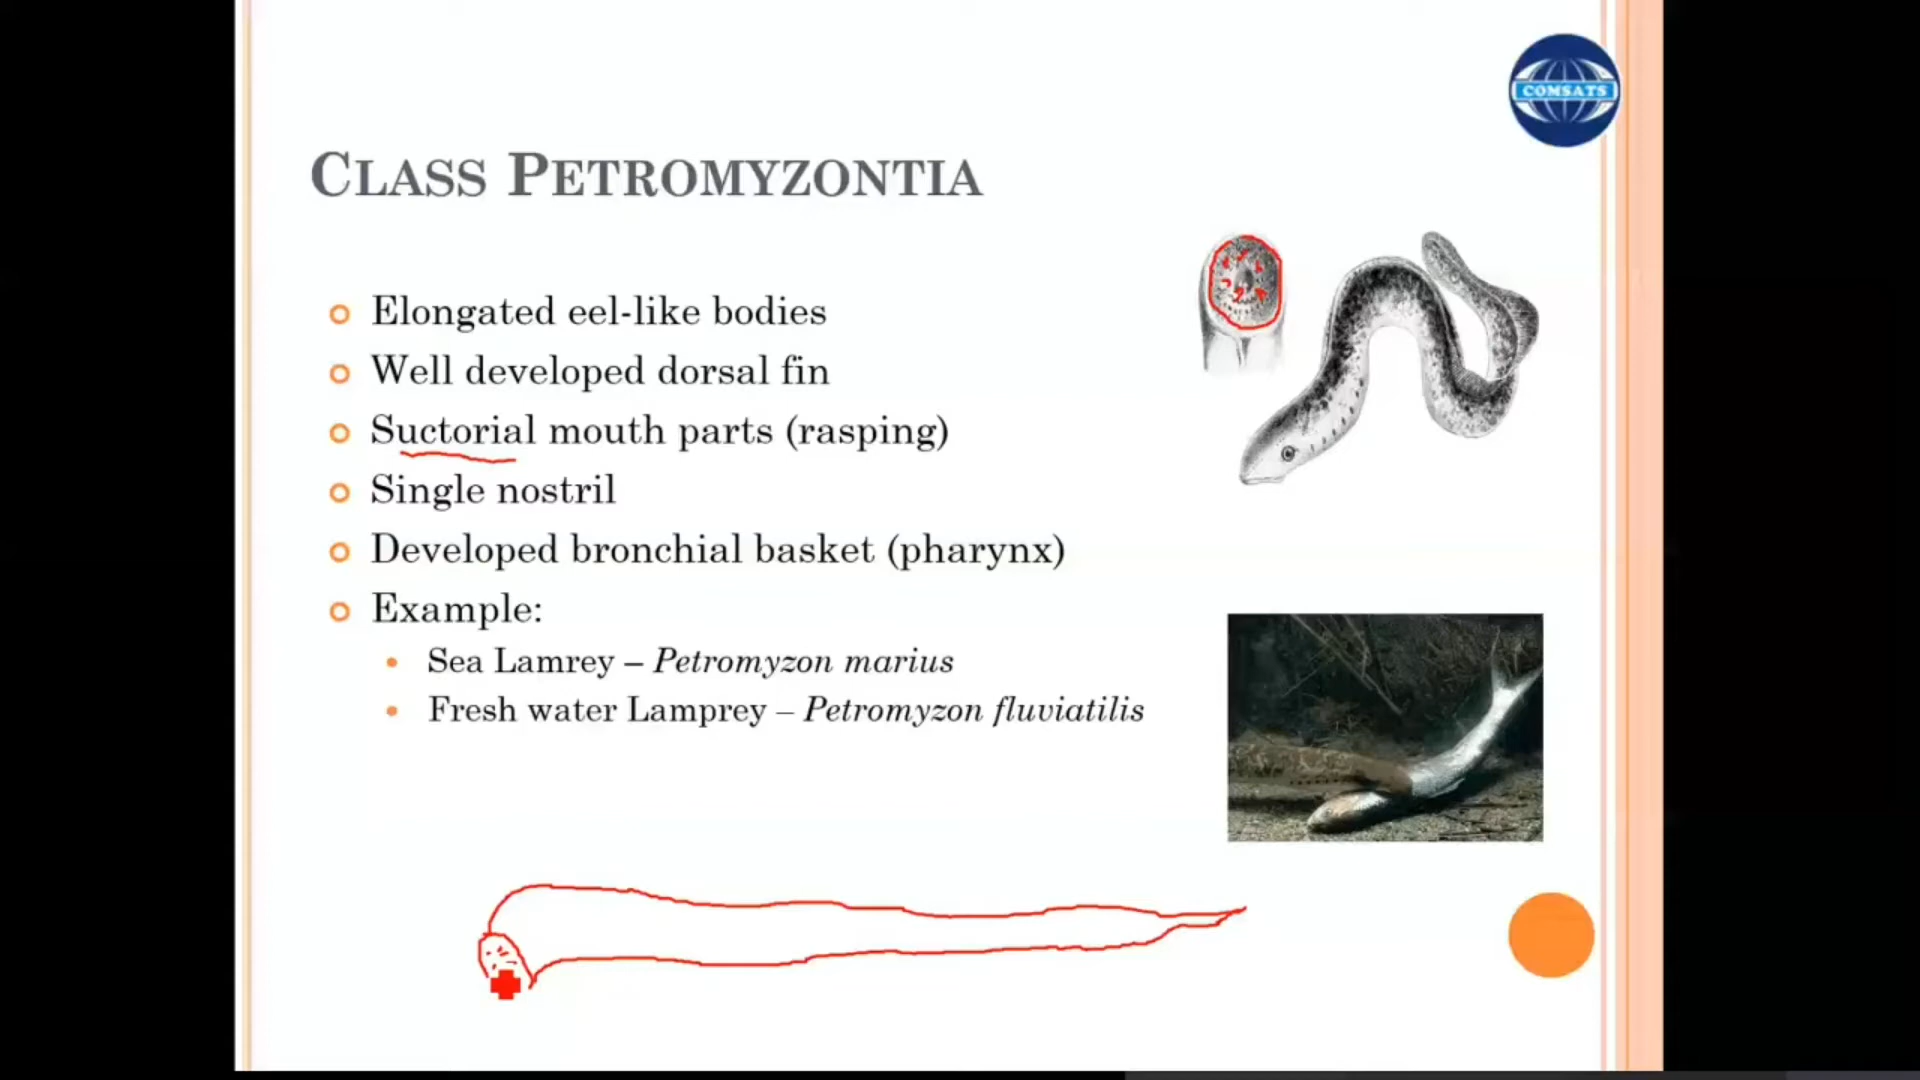 COMSATS
CLASS PETROMYZONTIA
Elongated eel-like bodies
Well developed dorsal fin
Suctorial mouth parts (rasping)
Single nostril
Developed bronchial basket (pharynx)
Example:
Sea Lamrey – Petromyzon marius
Fresh water Lamprey – Petromyzon fluviatilis